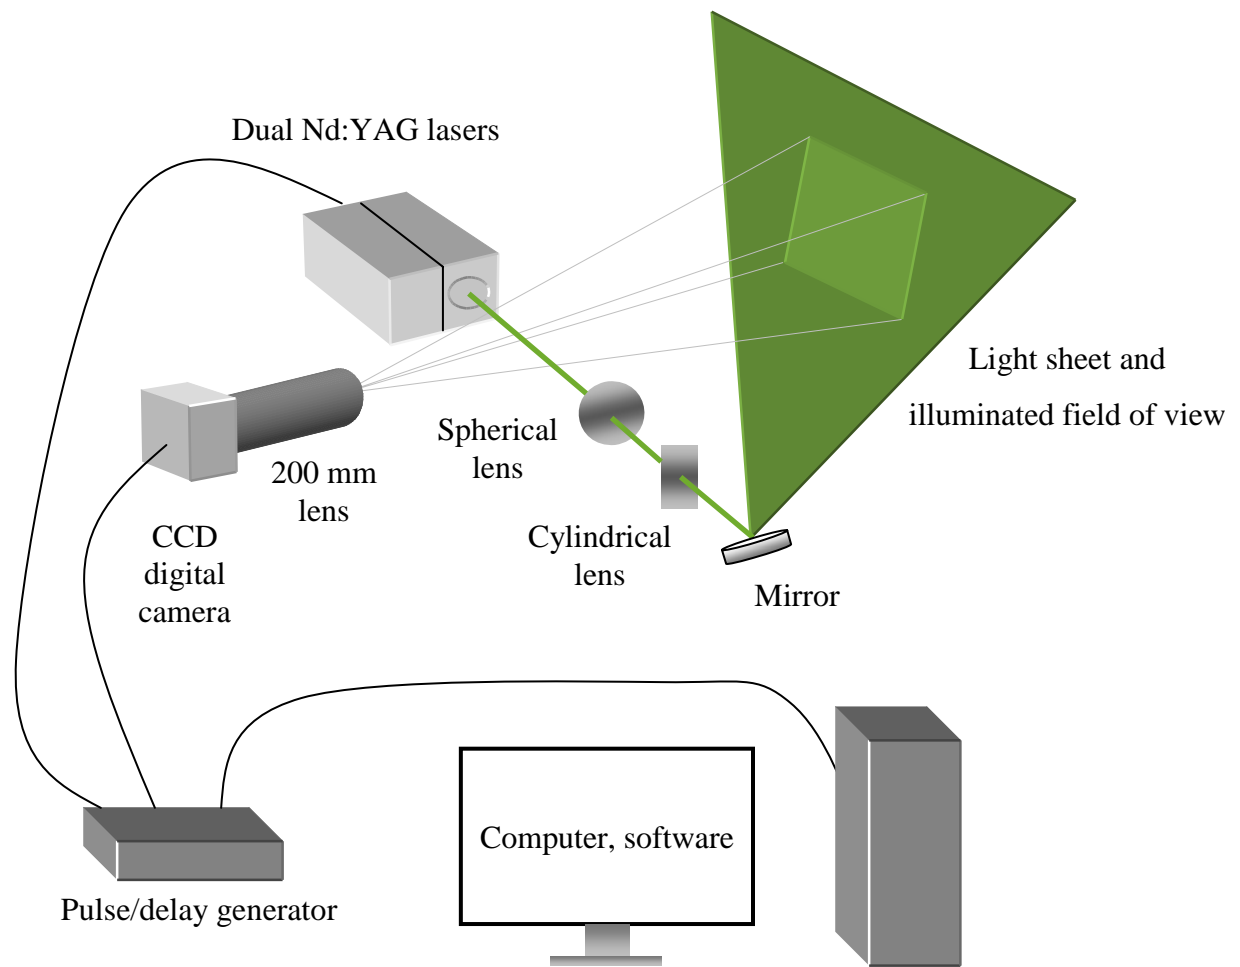 Dual Nd:YAG lasers
Light sheet and
illuminated field of view
Spherical
lens
200 mm
lens
Cylindrical
lens
CCD
digital
camera
Mirror
Computer, software
Pulse/delay generator